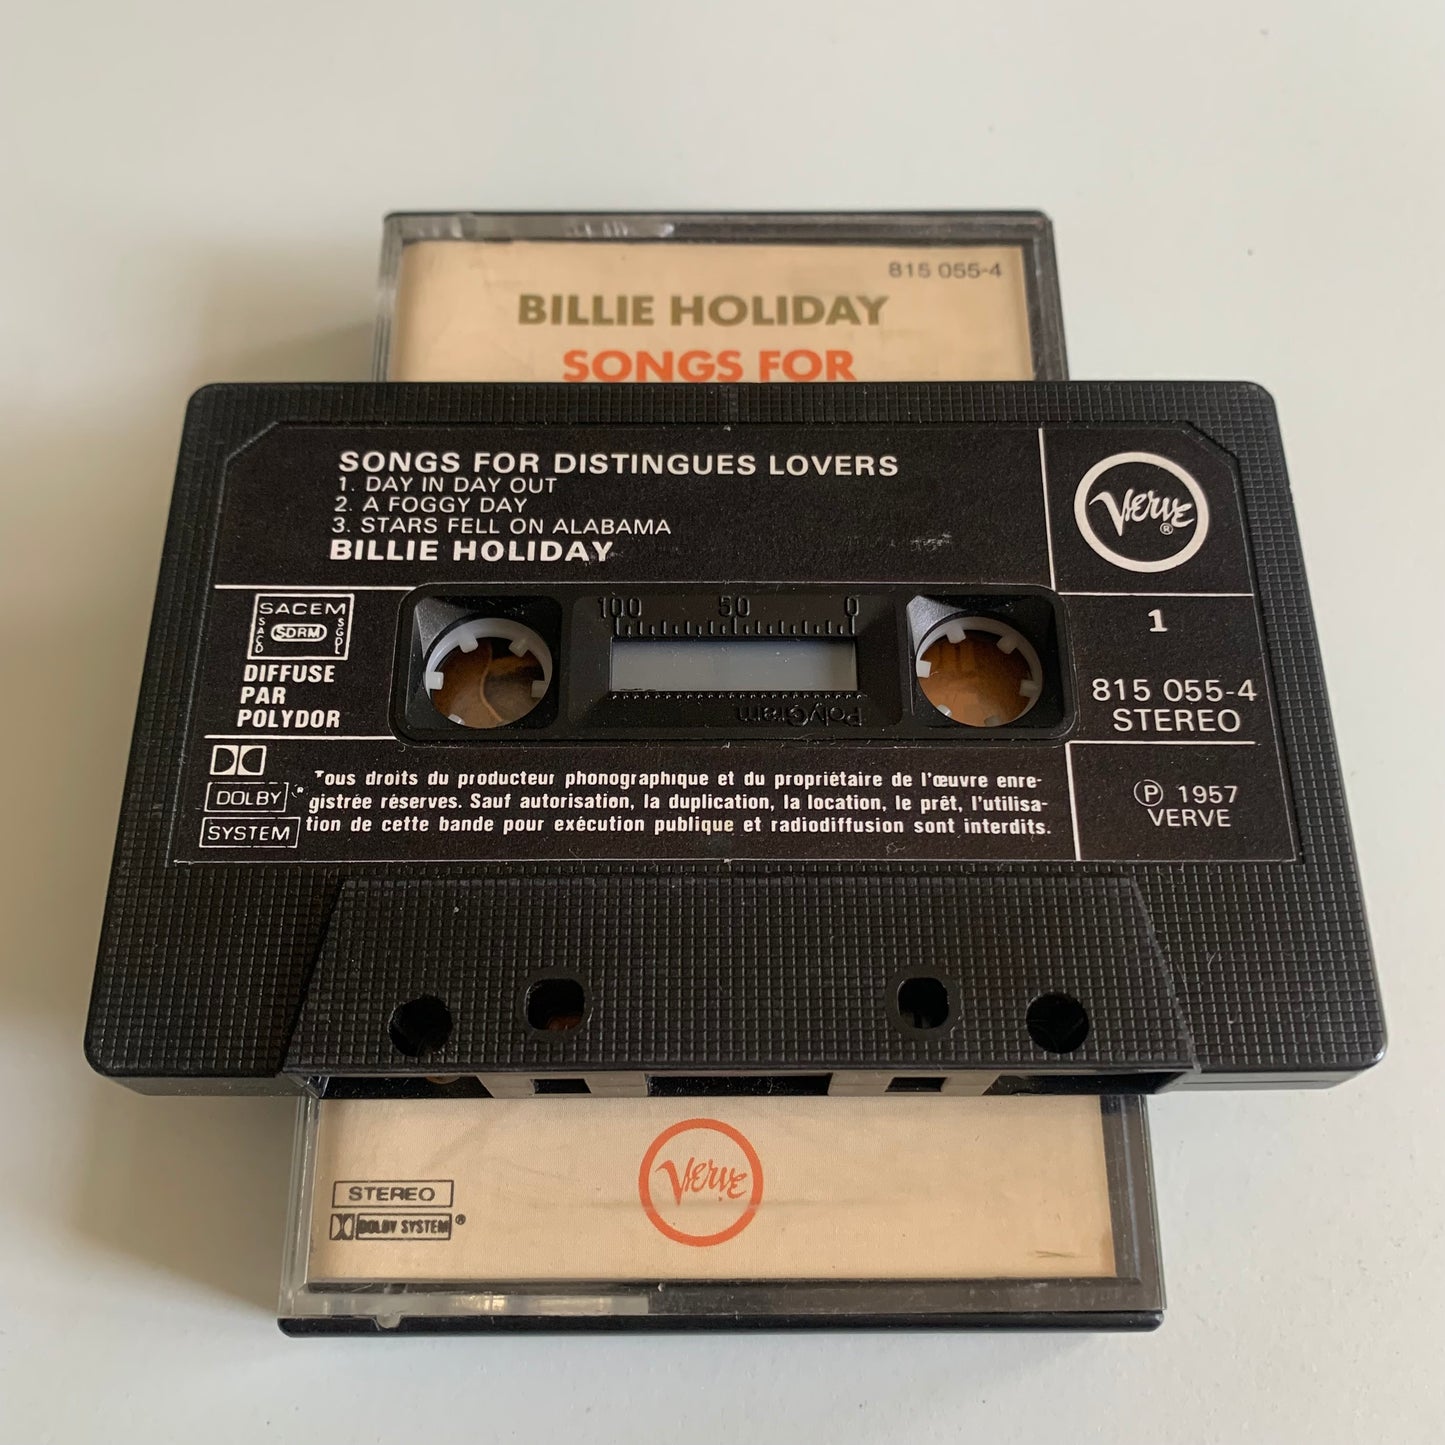 815 055-4
BILLIE HOLIDAY
SONGS FOR
SONGS FOR DISTINGUES LOVERS
1. DAY IN DAY OUT
2. A FOGGY DAY
3. STARS FELL ON ALABAMA
BILLIE HOLIDAY
Verve ®
SACEM
SACD
SDRM
SGDL
DIFFUSE
PAR
POLYDOR
100 50 0
PolyGram
1
815 055-4
STEREO
DOLBY ®
SYSTEM
Tous droits du producteur phonographique et du propriétaire de l'œuvre enre-
gistrée réserves. Sauf autorisation, la duplication, la location, le prêt, l'utilisa-
tion de cette bande pour exécution publique et radiodiffusion sont interdits.
Ⓟ 1957
VERVE
Verve
STEREO
DOLBY SYSTEM ®